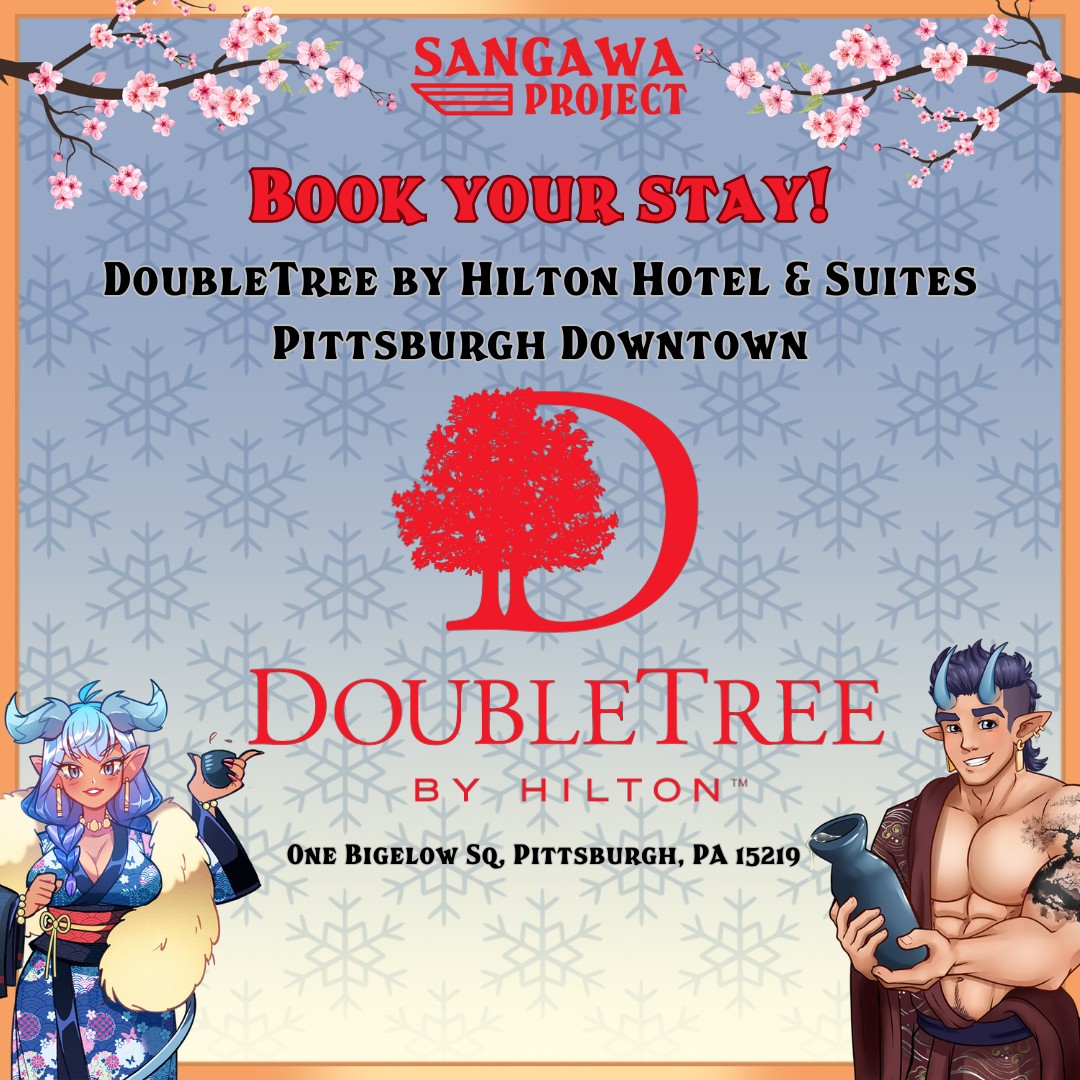 SANGAWA
PROJECT
BOOK YOUR STAY!
DOUBLETREE BY HILTON HOTEL & SUITES
PITTSBURGH DOWNTOWN
D
DOUBLETREE
BY HILTON™
ONE BIGELOW SQ, PITTSBURGH, PA 15219